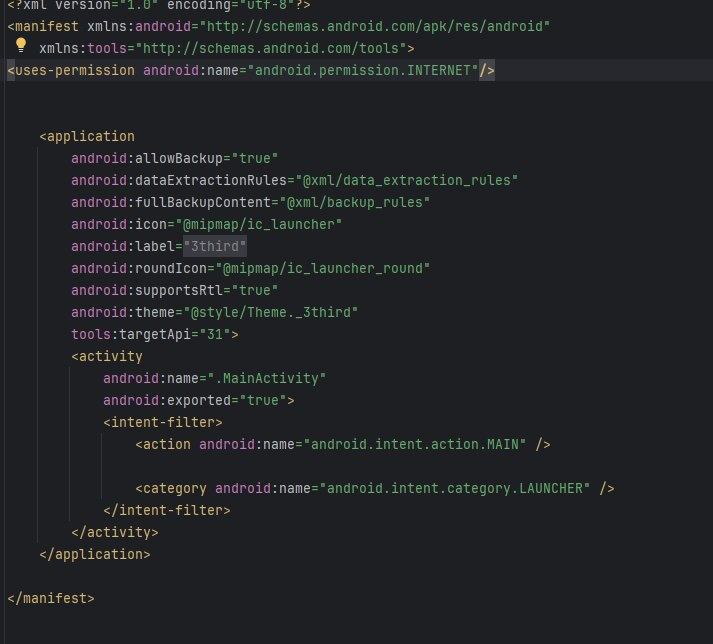 <?xml version="1.0" encoding="utf-8"?>
<manifest xmlns:android="http://schemas.android.com/apk/res/android"
    xmlns:tools="http://schemas.android.com/tools">
<uses-permission android:name="android.permission.INTERNET"/>
    <application
        android:allowBackup="true"
        android:dataExtractionRules="@xml/data_extraction_rules"
        android:fullBackupContent="@xml/backup_rules"
        android:icon="@mipmap/ic_launcher"
        android:label="3third"
        android:roundIcon="@mipmap/ic_launcher_round"
        android:supportsRtl="true"
        android:theme="@style/Theme._3third"
        tools:targetApi="31">
        <activity
            android:name=".MainActivity"
            android:exported="true">
            <intent-filter>
                <action android:name="android.intent.action.MAIN" />
                <category android:name="android.intent.category.LAUNCHER" />
            </intent-filter>
        </activity>
    </application>
</manifest>